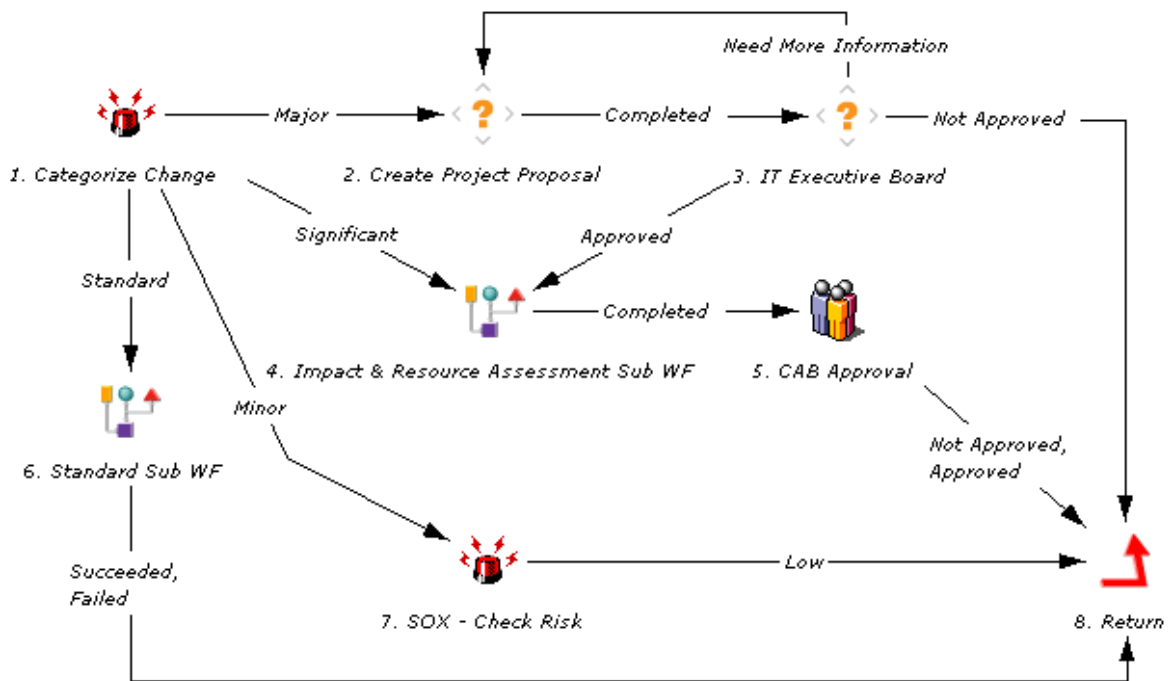 Need More Information
Major
?
Completed
?
Not Approved
1. Categorize Change
2. Create Project Proposal
3. IT Executive Board
Significant
Approved
Standard
Completed
4. Impact & Resource Assessment Sub WF
5. CAB Approval
Minor
6. Standard Sub WF
Not Approved,
Approved
Succeeded,
Failed
Low
7. SOX - Check Risk
8. Return